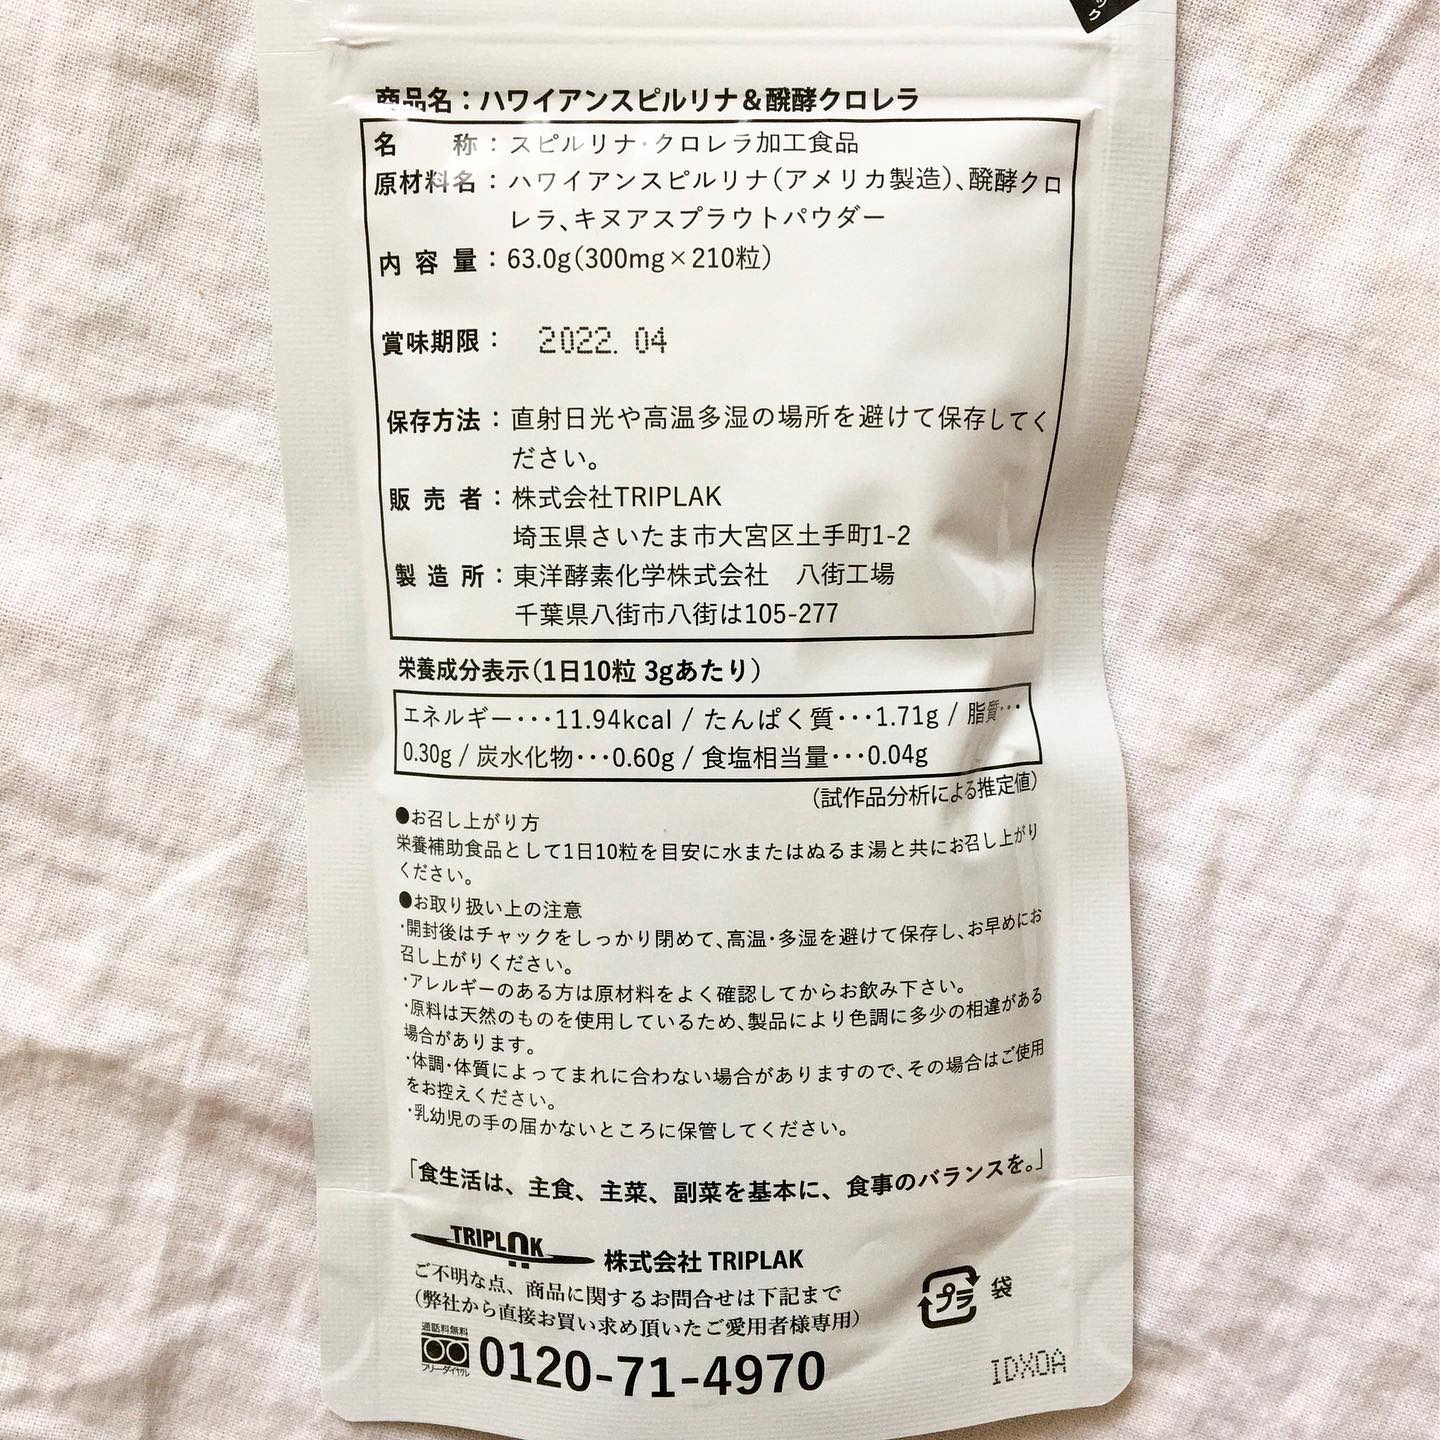 ック
商品名：ハワイアンスピルリナ＆醗酵クロレラ
名　　称：スピルリナ・クロレラ加工食品
原材料名：ハワイアンスピルリナ(アメリカ製造)、醗酵クロ
レラ、キヌアスプラウトパウダー
内容量：63.0g(300mg×210粒)
賞味期限：2022.04
保存方法：直射日光や高温多湿の場所を避けて保存してく
ださい。
販売者：株式会社TRIPLAK
埼玉県さいたま市大宮区土手町1-2
製造所：東洋酵素化学株式会社　八街工場
千葉県八街市八街は105-277
栄養成分表示(1日10粒 3gあたり)
エネルギー･･･11.94kcal / たんぱく質･･･1.71g / 脂質･･･
0.30g / 炭水化物･･･0.60g / 食塩相当量･･･0.04g
(試作品分析による推定値)
●お召し上がり方
栄養補助食品として1日10粒を目安に水またはぬるま湯と共にお召し上がり
ください。
●お取り扱い上の注意
・開封後はチャックをしっかり閉めて、高温・多湿を避けて保存し、お早めにお
召し上がりください。
・アレルギーのある方は原材料をよく確認してからお飲み下さい。
・原料は天然のものを使用しているため、製品により色調に多少の相違がある
場合があります。
・体調・体質によってまれに合わない場合がありますので、その場合はご使用
をお控えください。
・乳幼児の手の届かないところに保管してください。
「食生活は、主食、主菜、副菜を基本に、食事のバランスを。」
TRIPLAK 株式会社 TRIPLAK
ご不明な点、商品に関するお問合せは下記まで
(弊社から直接お買い求め頂いたご愛用者様専用)
プラ 袋
通話料無料
フリーダイヤル
0120-71-4970
IDXOA